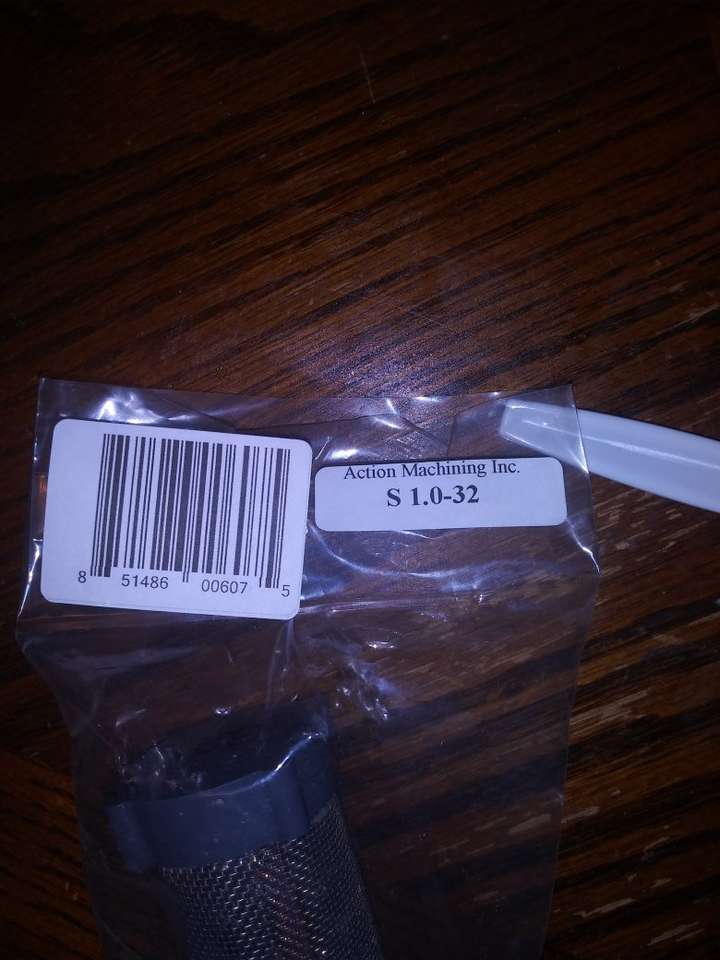 8 51486 00607 5
Action Machining Inc.
S 1.0-32